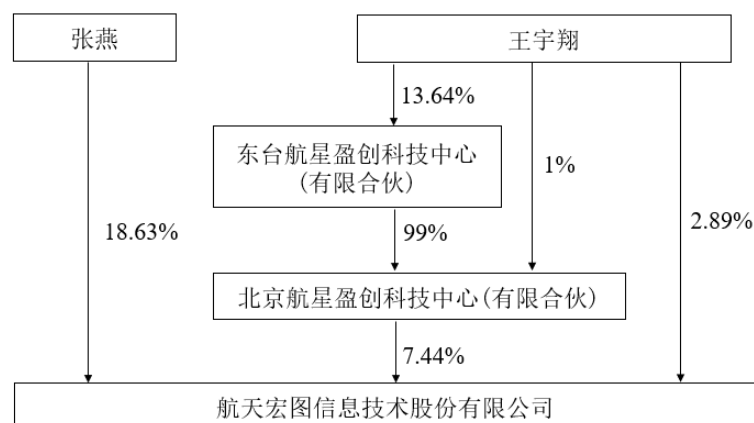 张燕
王宇翔
13.64%
东台航星盈创科技中心
(有限合伙)
1%
18.63%
99%
2.89%
北京航星盈创科技中心(有限合伙)
7.44%
航天宏图信息技术股份有限公司